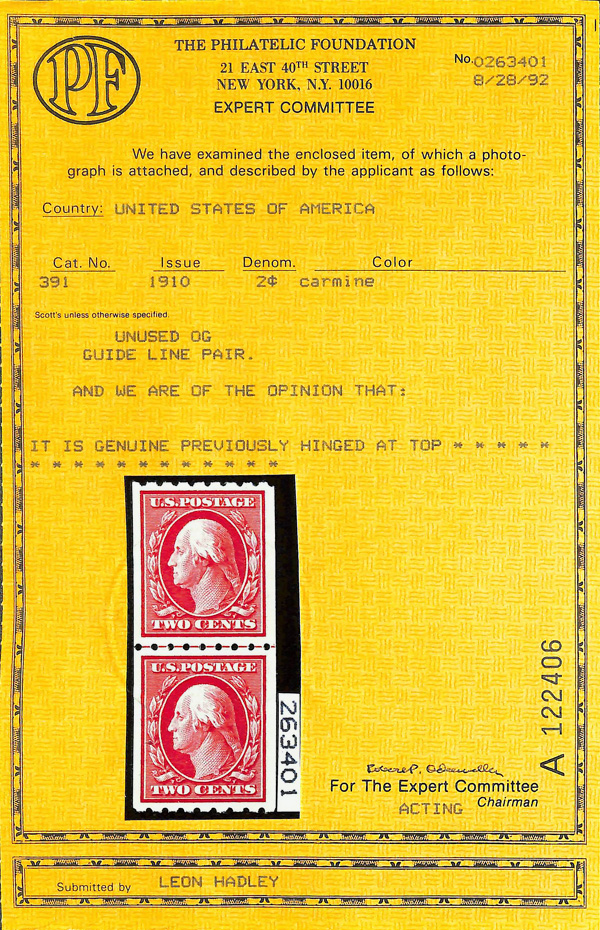 PF
THE PHILATELIC FOUNDATION
21 EAST 40TH STREET
NEW YORK, N.Y. 10016
EXPERT COMMITTEE
No. 0263401
8/28/92
We have examined the enclosed item, of which a photo-
graph is attached, and described by the applicant as follows:
Country: UNITED STATES OF AMERICA
Cat. No. Issue Denom. Color
391 1910 2¢ carmine
Scott's unless otherwise specified.
UNUSED OG
GUIDE LINE PAIR.
AND WE ARE OF THE OPINION THAT:
IT IS GENUINE PREVIOUSLY HINGED AT TOP * * * * *
* * * * * * * * * * * *
U.S. POSTAGE
TWO CENTS
U.S. POSTAGE
TWO CENTS
263401
A 122406
For The Expert Committee
ACTING Chairman
Submitted by LEON HADLEY